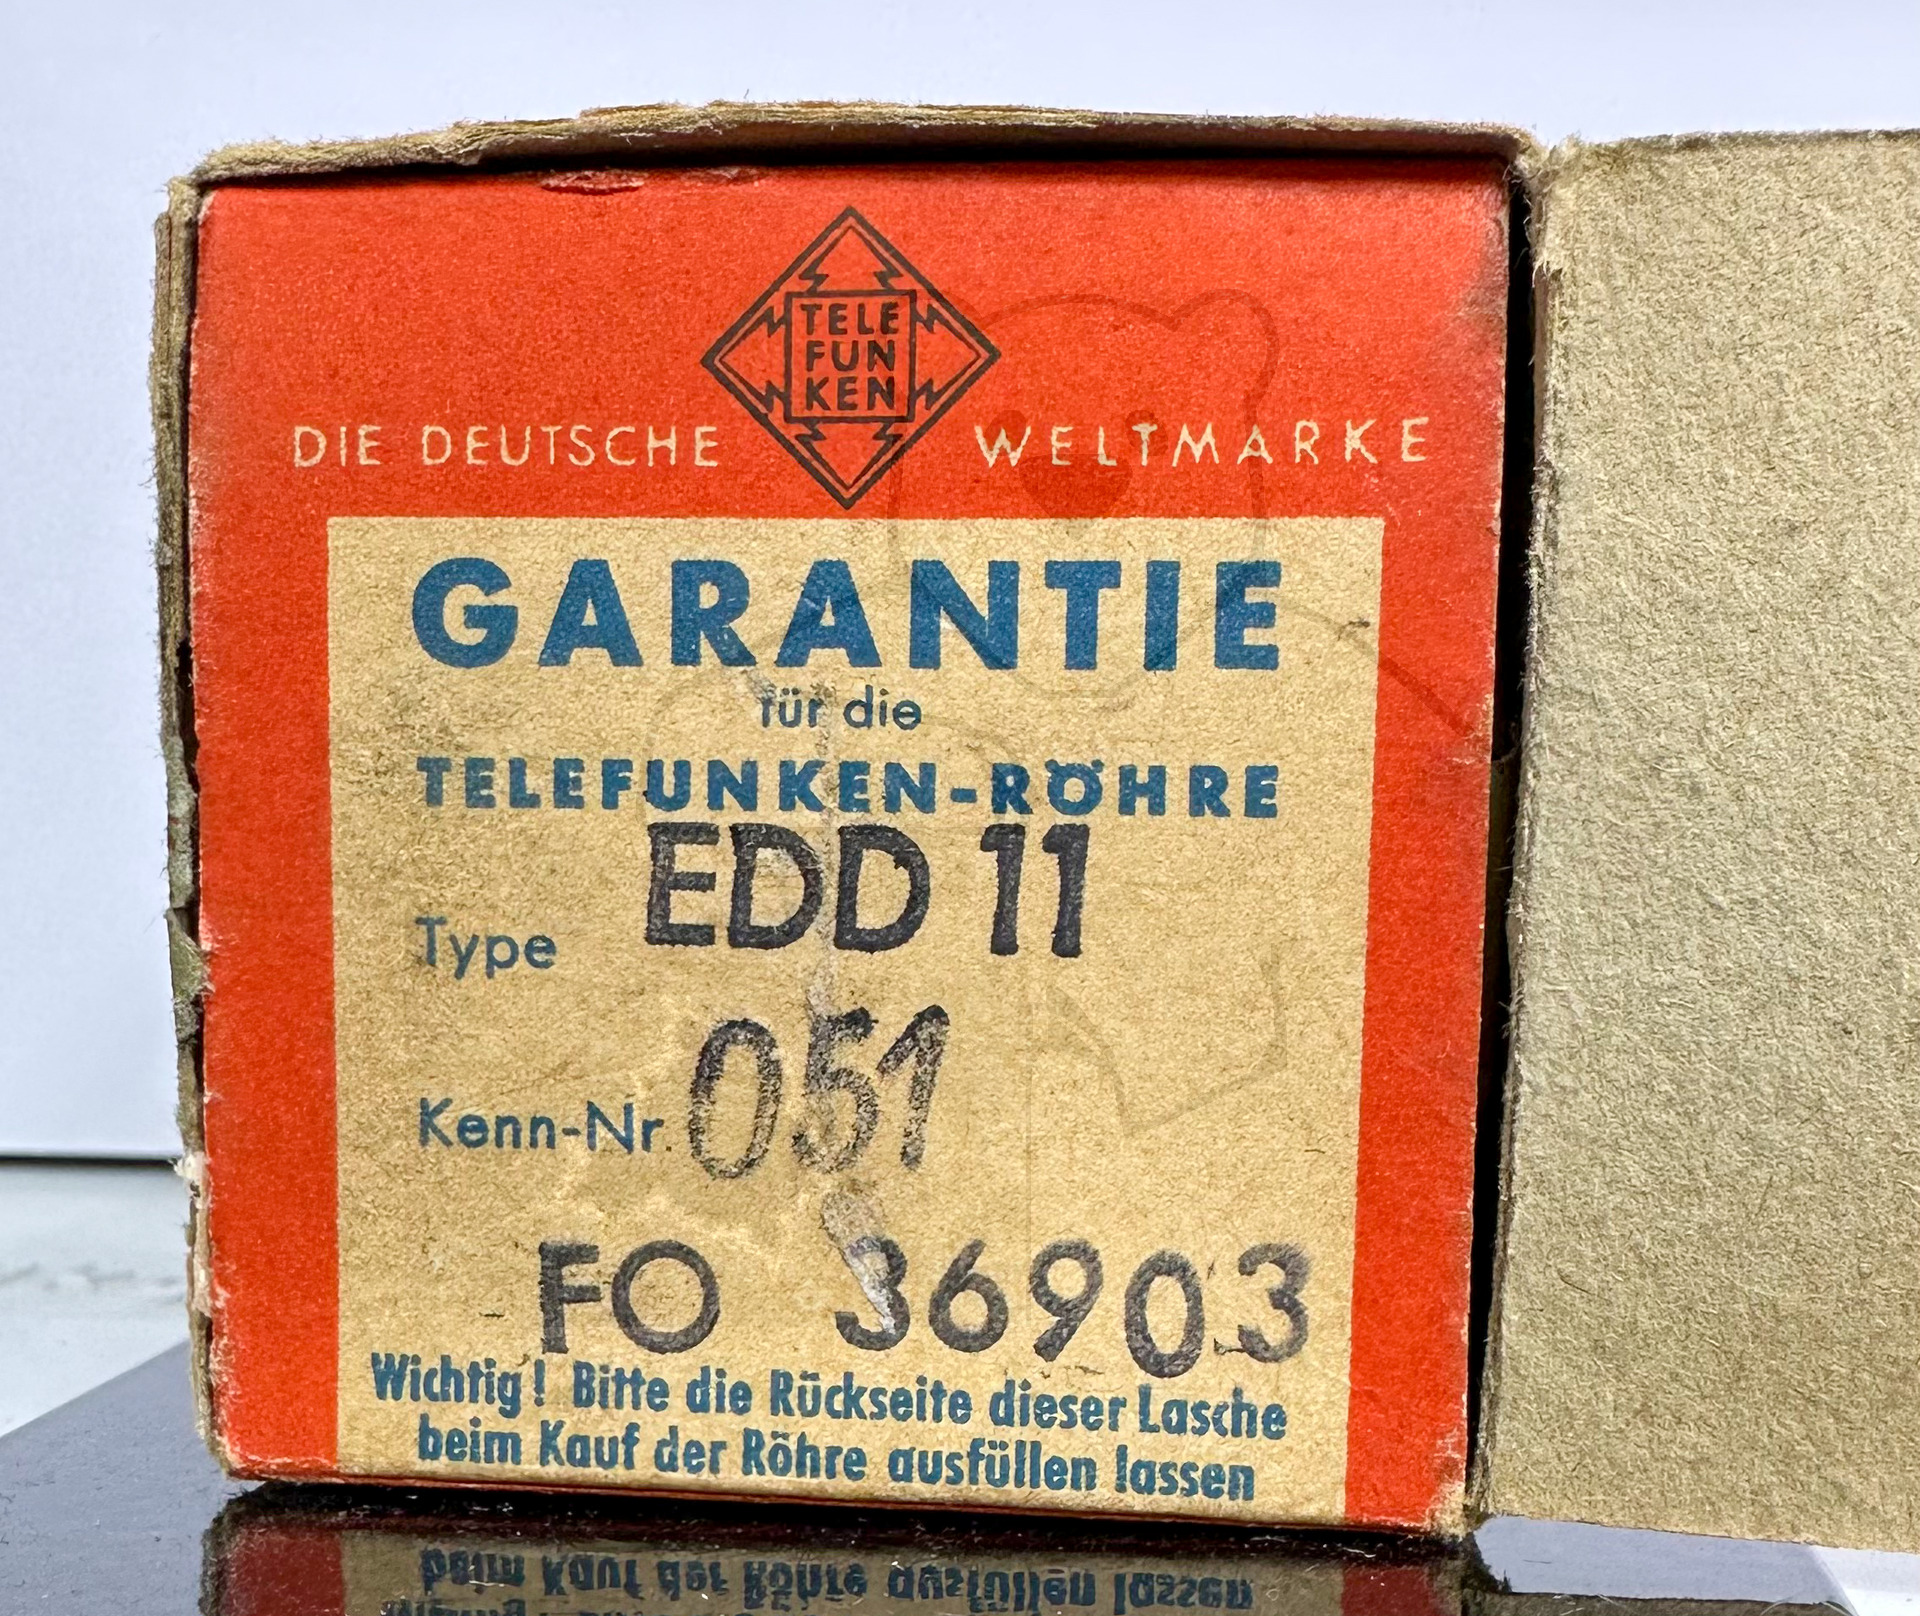 TELE
FUN
KEN
DIE DEUTSCHE WELTMARKE
GARANTIE
für die
TELEFUNKEN-RÖHRE
EDD 11
Type
051
Kenn-Nr.
FO 36903
Wichtig! Bitte die Rückseite dieser Lasche
beim Kauf der Röhre ausfüllen lassen